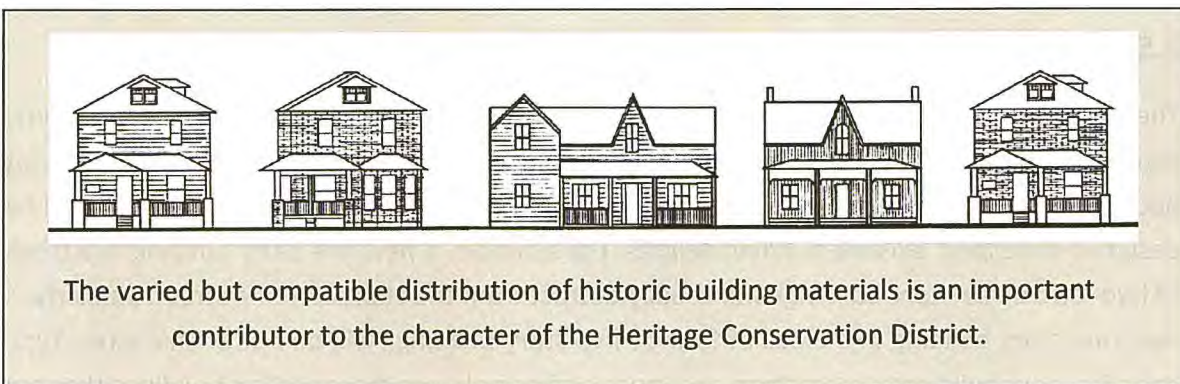 The varied but compatible distribution of historic building materials is an important
contributor to the character of the Heritage Conservation District.